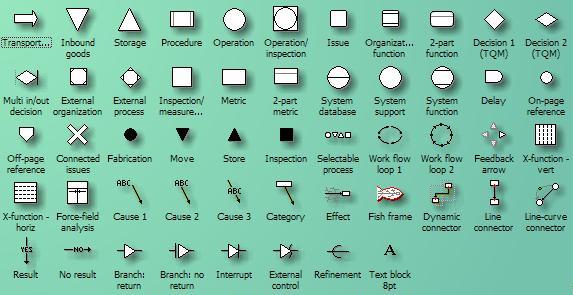 Transport... Inbound goods Storage Procedure Operation Operation/ inspection Issue Organizat... function 2-part function Decision 1 (TQM) Decision 2 (TQM)
Multi in/out decision External organization External process Inspection/ measure... Metric 2-part metric System database System support System function Delay On-page reference
Off-page reference Connected issues Fabrication Move Store Inspection Selectable process Work flow loop 1 Work flow loop 2 Feedback arrow X-function - vert
ABC ABC ABC
X-function - horiz Force-field analysis Cause 1 Cause 2 Cause 3 Category Effect Fish frame Dynamic connector Line connector Line-curve connector
YES NO A
Result No result Branch: return Branch: no return Interrupt External control Refinement Text block 8pt